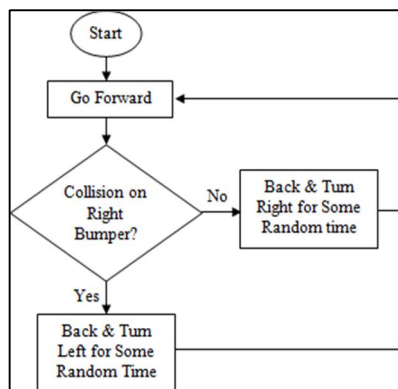 Start
Go Forward
Collision on
Right
Bumper?
No
Back & Turn
Right for Some
Random time
Yes
Back & Turn
Left for Some
Random Time